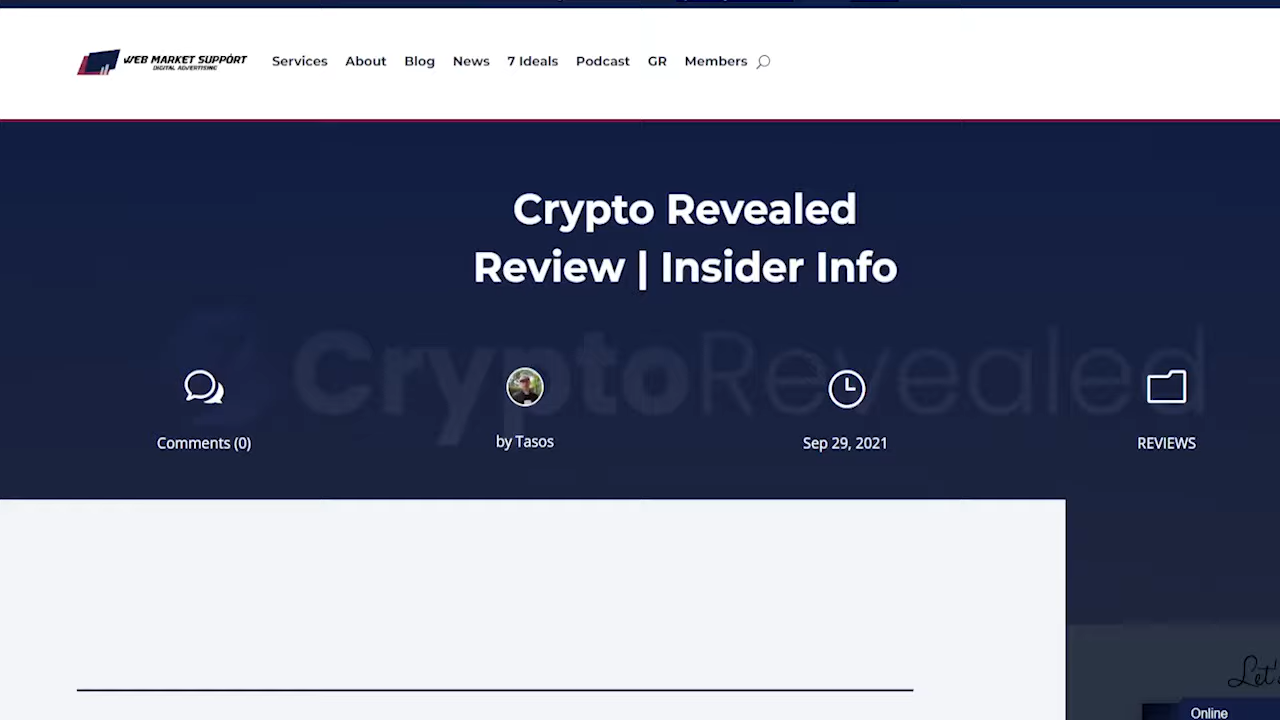 WEB MARKET SUPPORT
DIGITAL ADVERTISING
Services About Blog News 7 Ideals Podcast GR Members
Crypto Revealed
Review | Insider Info
CryptoRevealed
Comments (0) by Tasos Sep 29, 2021 REVIEWS
Let's
Online